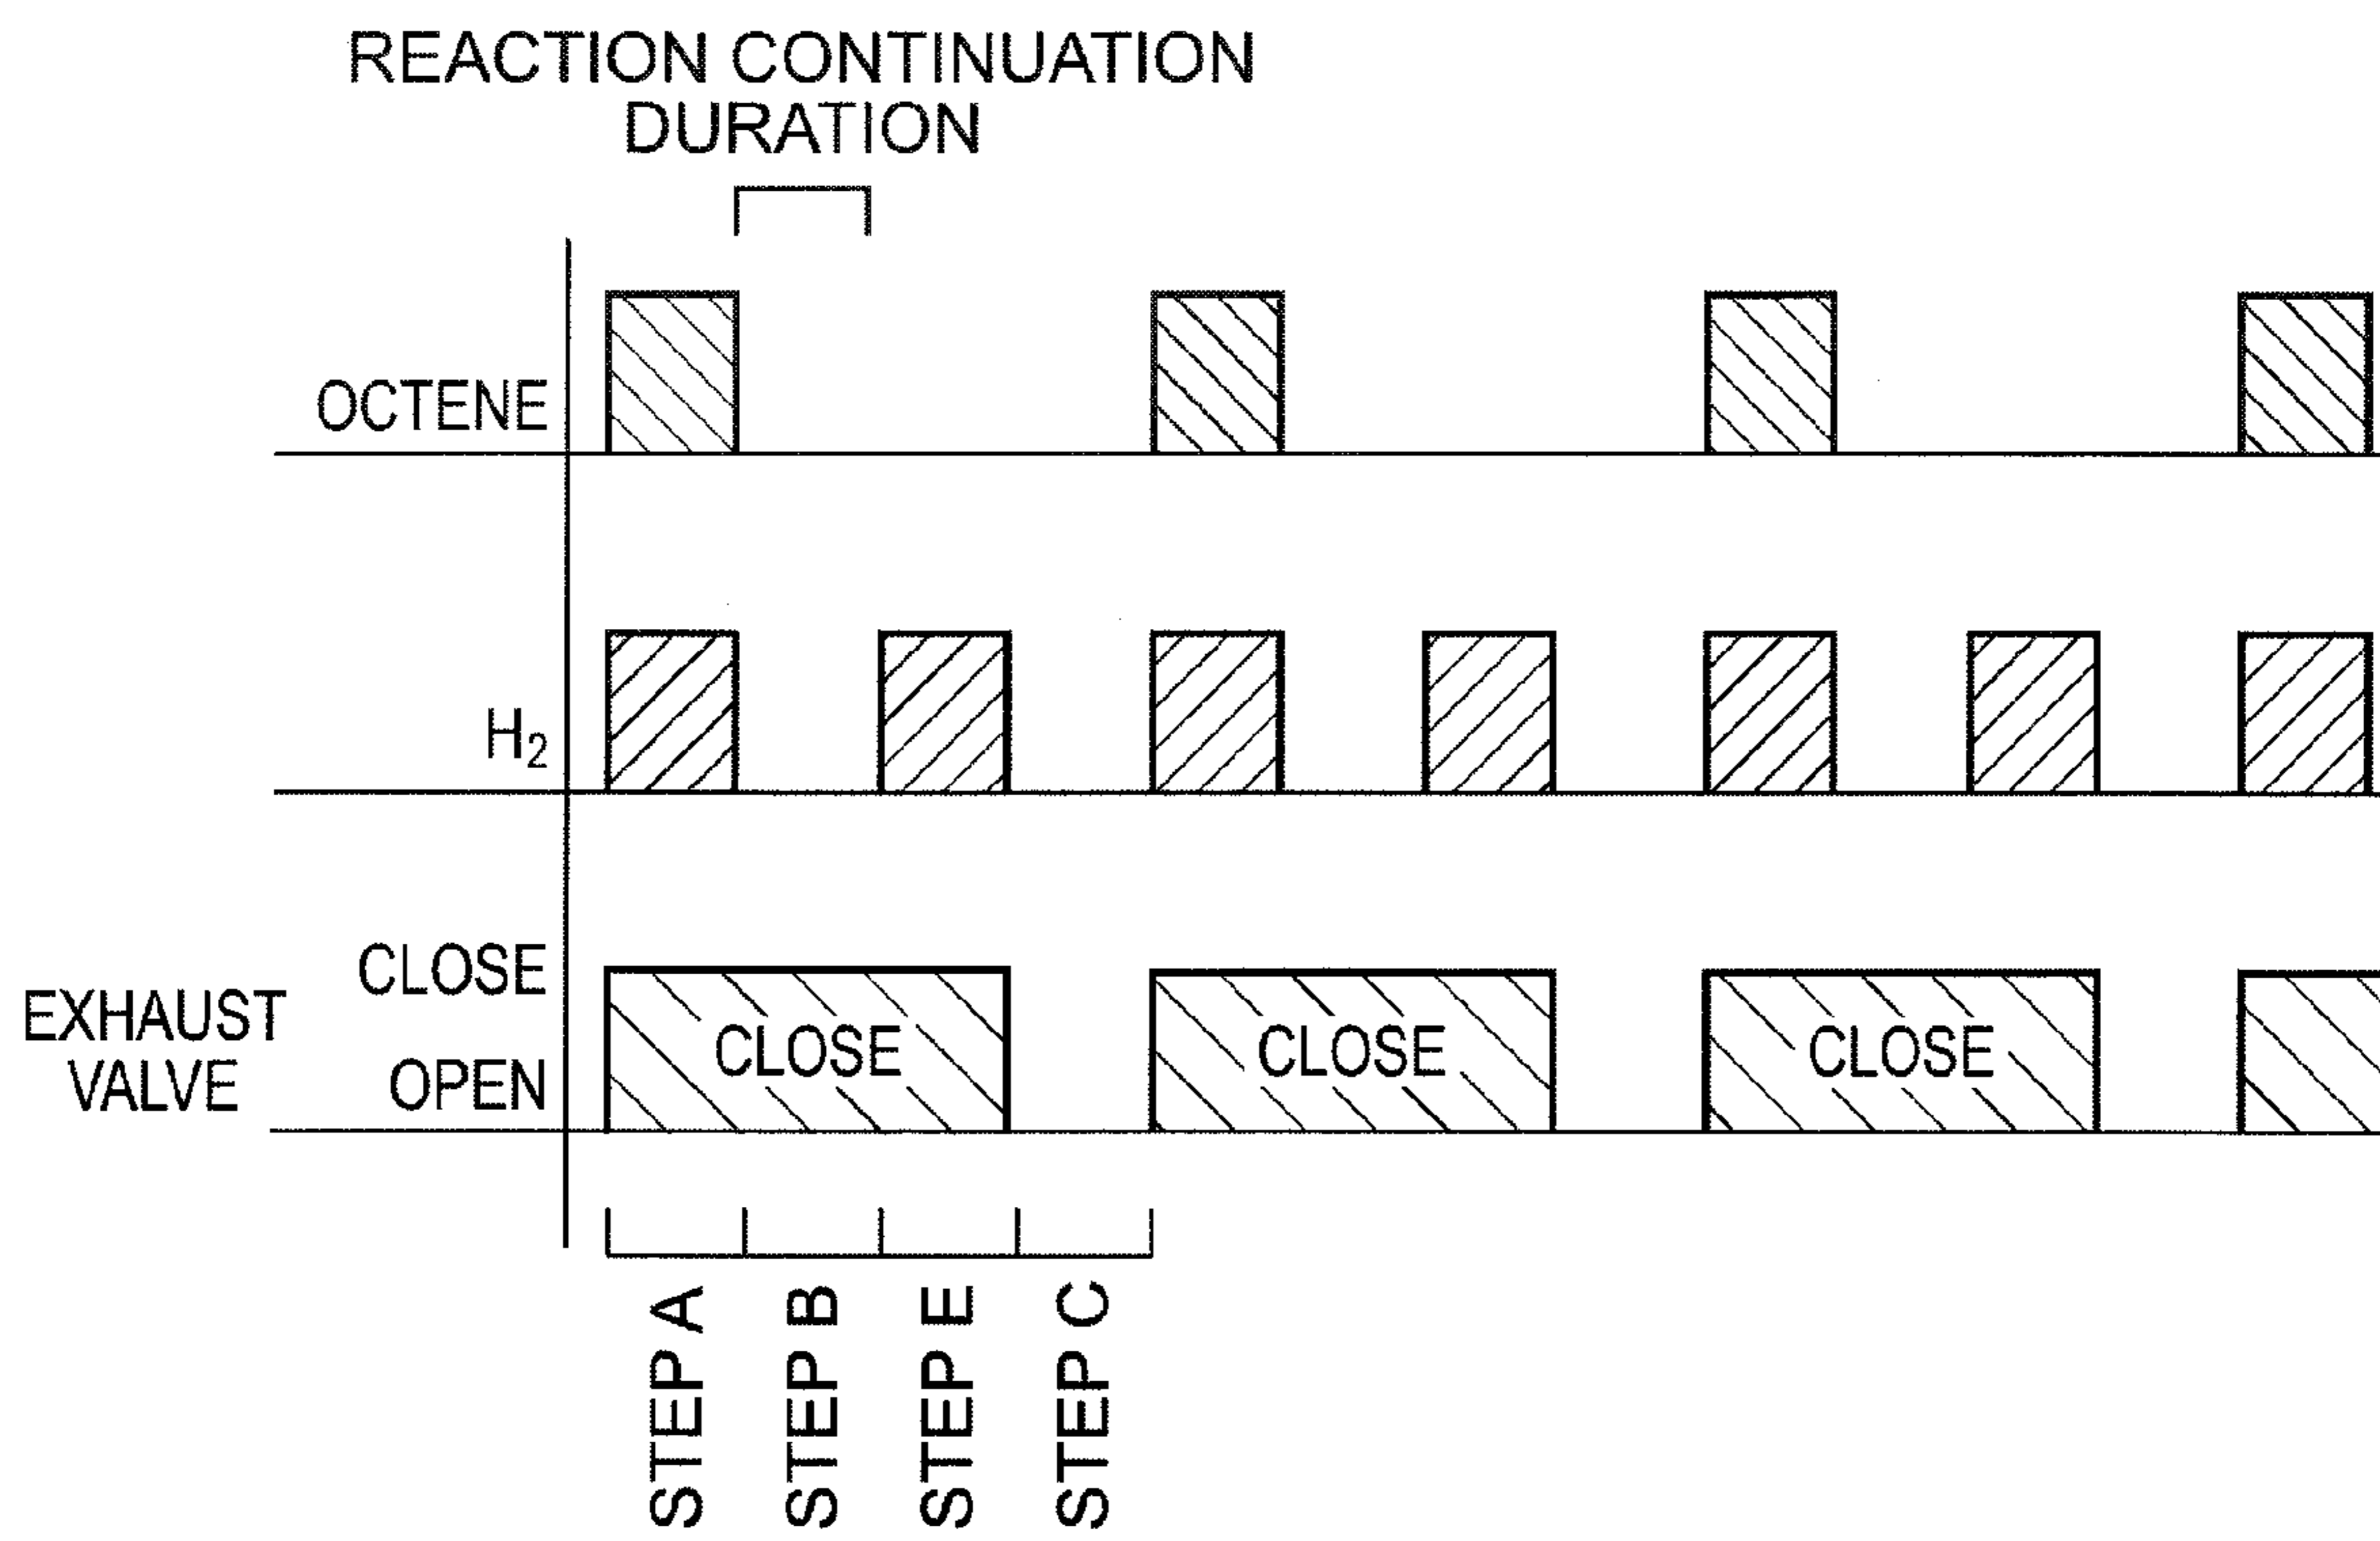 REACTION CONTINUATION
DURATION
OCTENE
H₂
EXHAUST
VALVE
CLOSE
OPEN
CLOSE
CLOSE
CLOSE
STEP A
STEP B
STEP E
STEP C